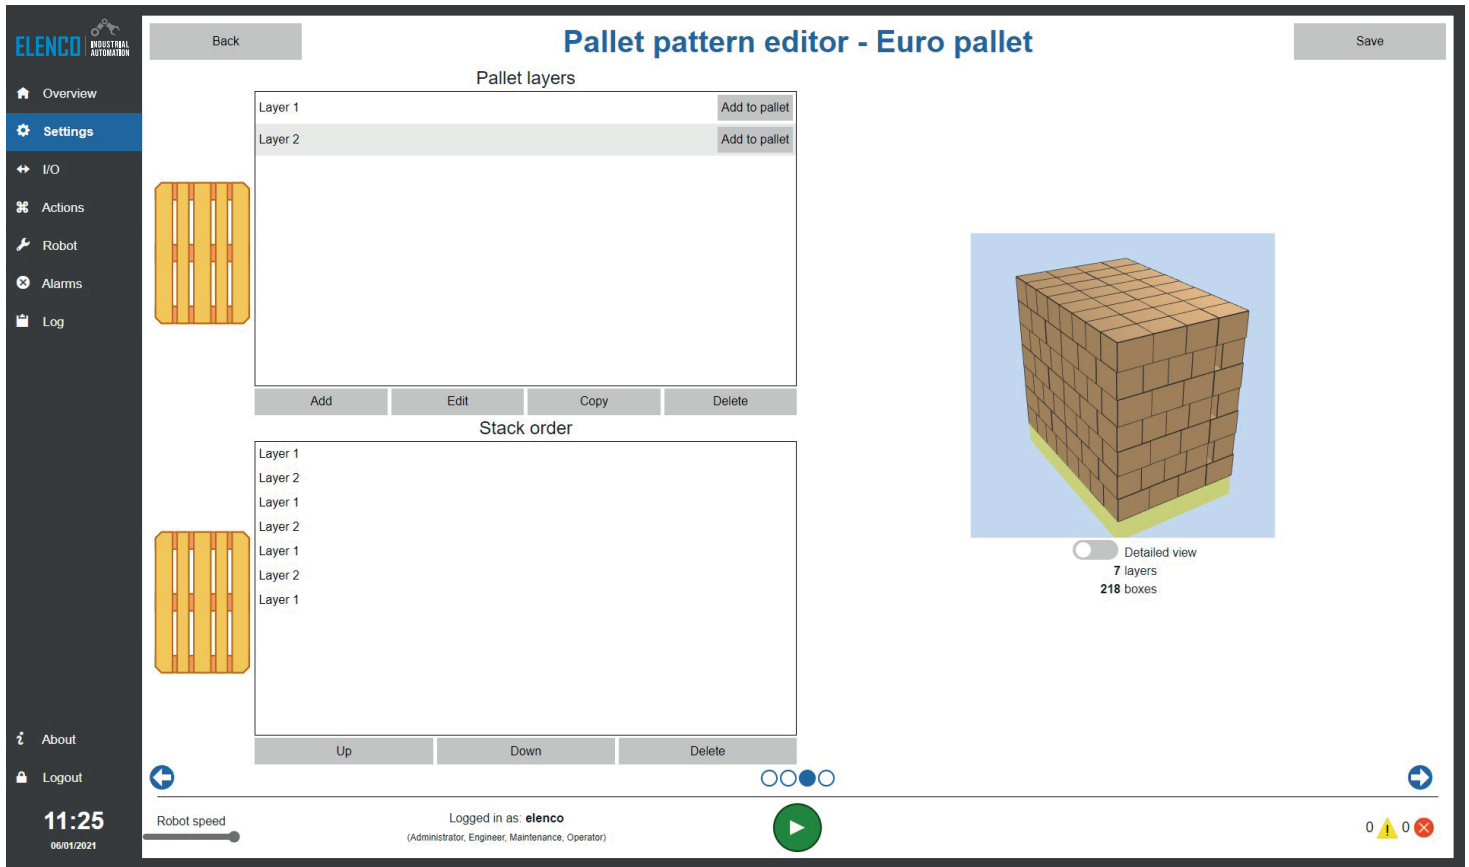 ELENCO INDUSTRIAL
AUTOMATION
Overview
Settings
I/O
Actions
Robot
Alarms
Log
About
Logout
11:25
06/01/2021
Back
Pallet pattern editor - Euro pallet
Save
Pallet layers
Layer 1 Add to pallet
Layer 2 Add to pallet
Add Edit Copy Delete
Stack order
Layer 1
Layer 2
Layer 1
Layer 2
Layer 1
Layer 2
Layer 1
Up Down Delete
Detailed view
7 layers
218 boxes
Robot speed
Logged in as: elenco
(Administrator, Engineer, Maintenance, Operator)
0 0